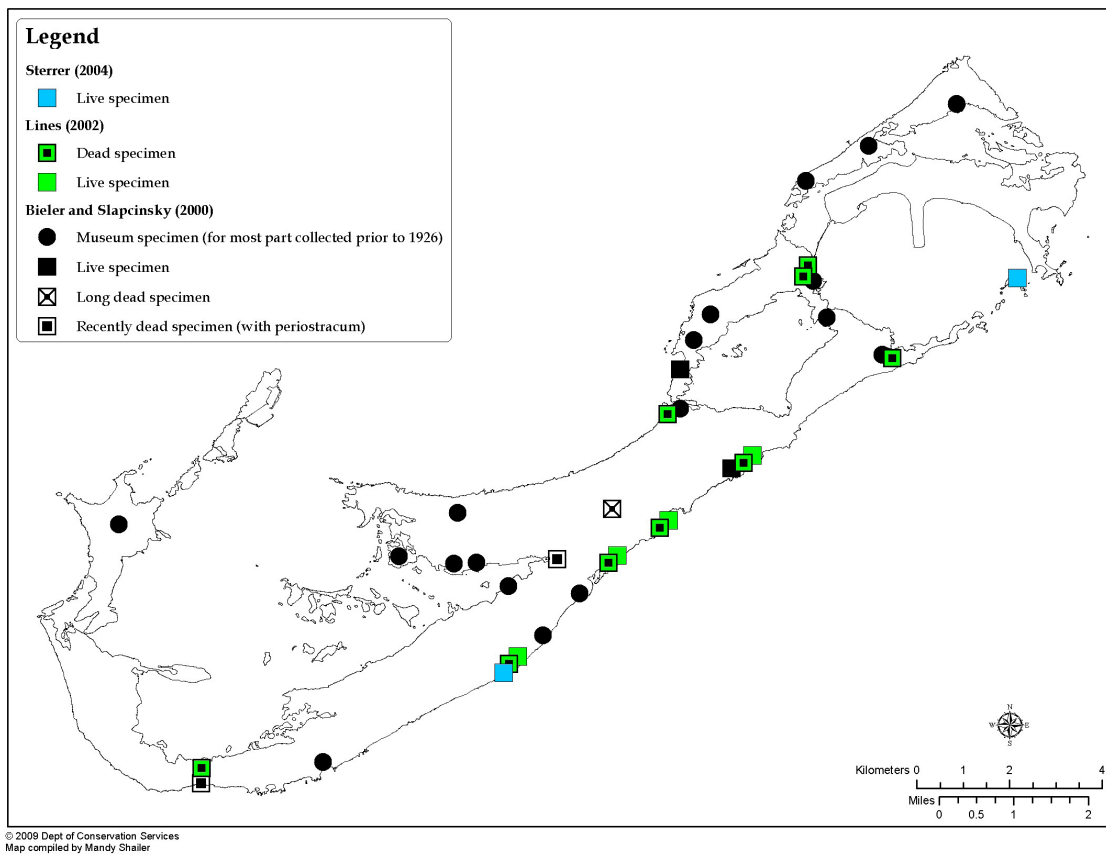 Legend
Sterrer (2004)
Live specimen
Lines (2002)
Dead specimen
Live specimen
Bieler and Slapcinsky (2000)
Museum specimen (for most part collected prior to 1926)
Live specimen
Long dead specimen
Recently dead specimen (with periostracum)
N
W E
S
Kilometers 0 1 2 4
Miles
0 0.5 1 2
© 2009 Dept of Conservation Services
Map compiled by Mandy Shailer